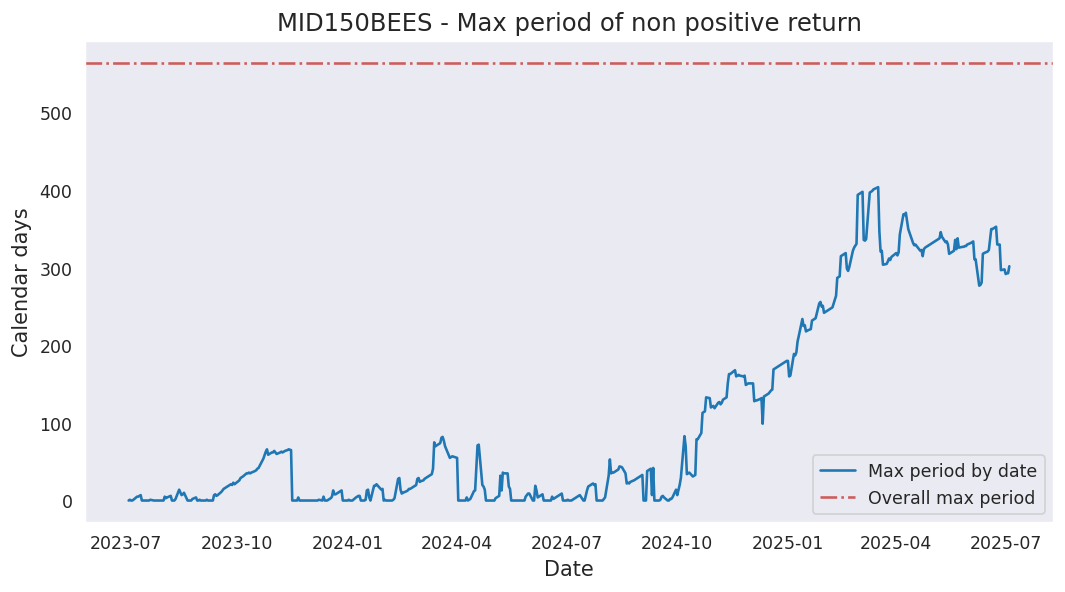 MID150BEES - Max period of non positive return
Calendar days
500
400
300
200
100
0
2023-07 2023-10 2024-01 2024-04 2024-07 2024-10 2025-01 2025-04 2025-07
Date
Max period by date
Overall max period